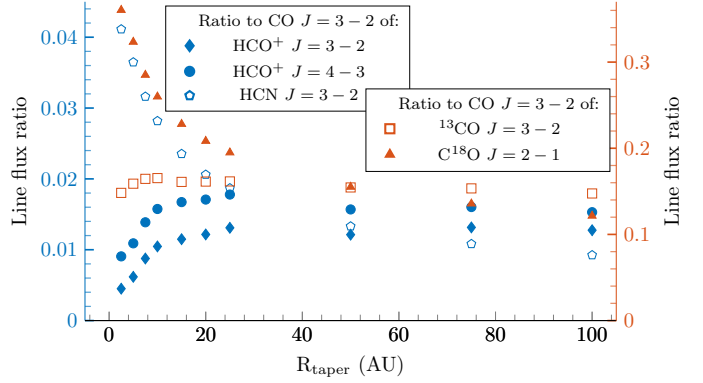 Ratio to CO J = 3 − 2 of:
HCO+ J = 3 − 2
HCO+ J = 4 − 3
HCN J = 3 − 2
Ratio to CO J = 3 − 2 of:
13CO J = 3 − 2
C18O J = 2 − 1
Line flux ratio
0.04
0.03
0.02
0.01
0
Line flux ratio
0.3
0.2
0.1
0
0
20
40
60
80
100
Rtaper (AU)